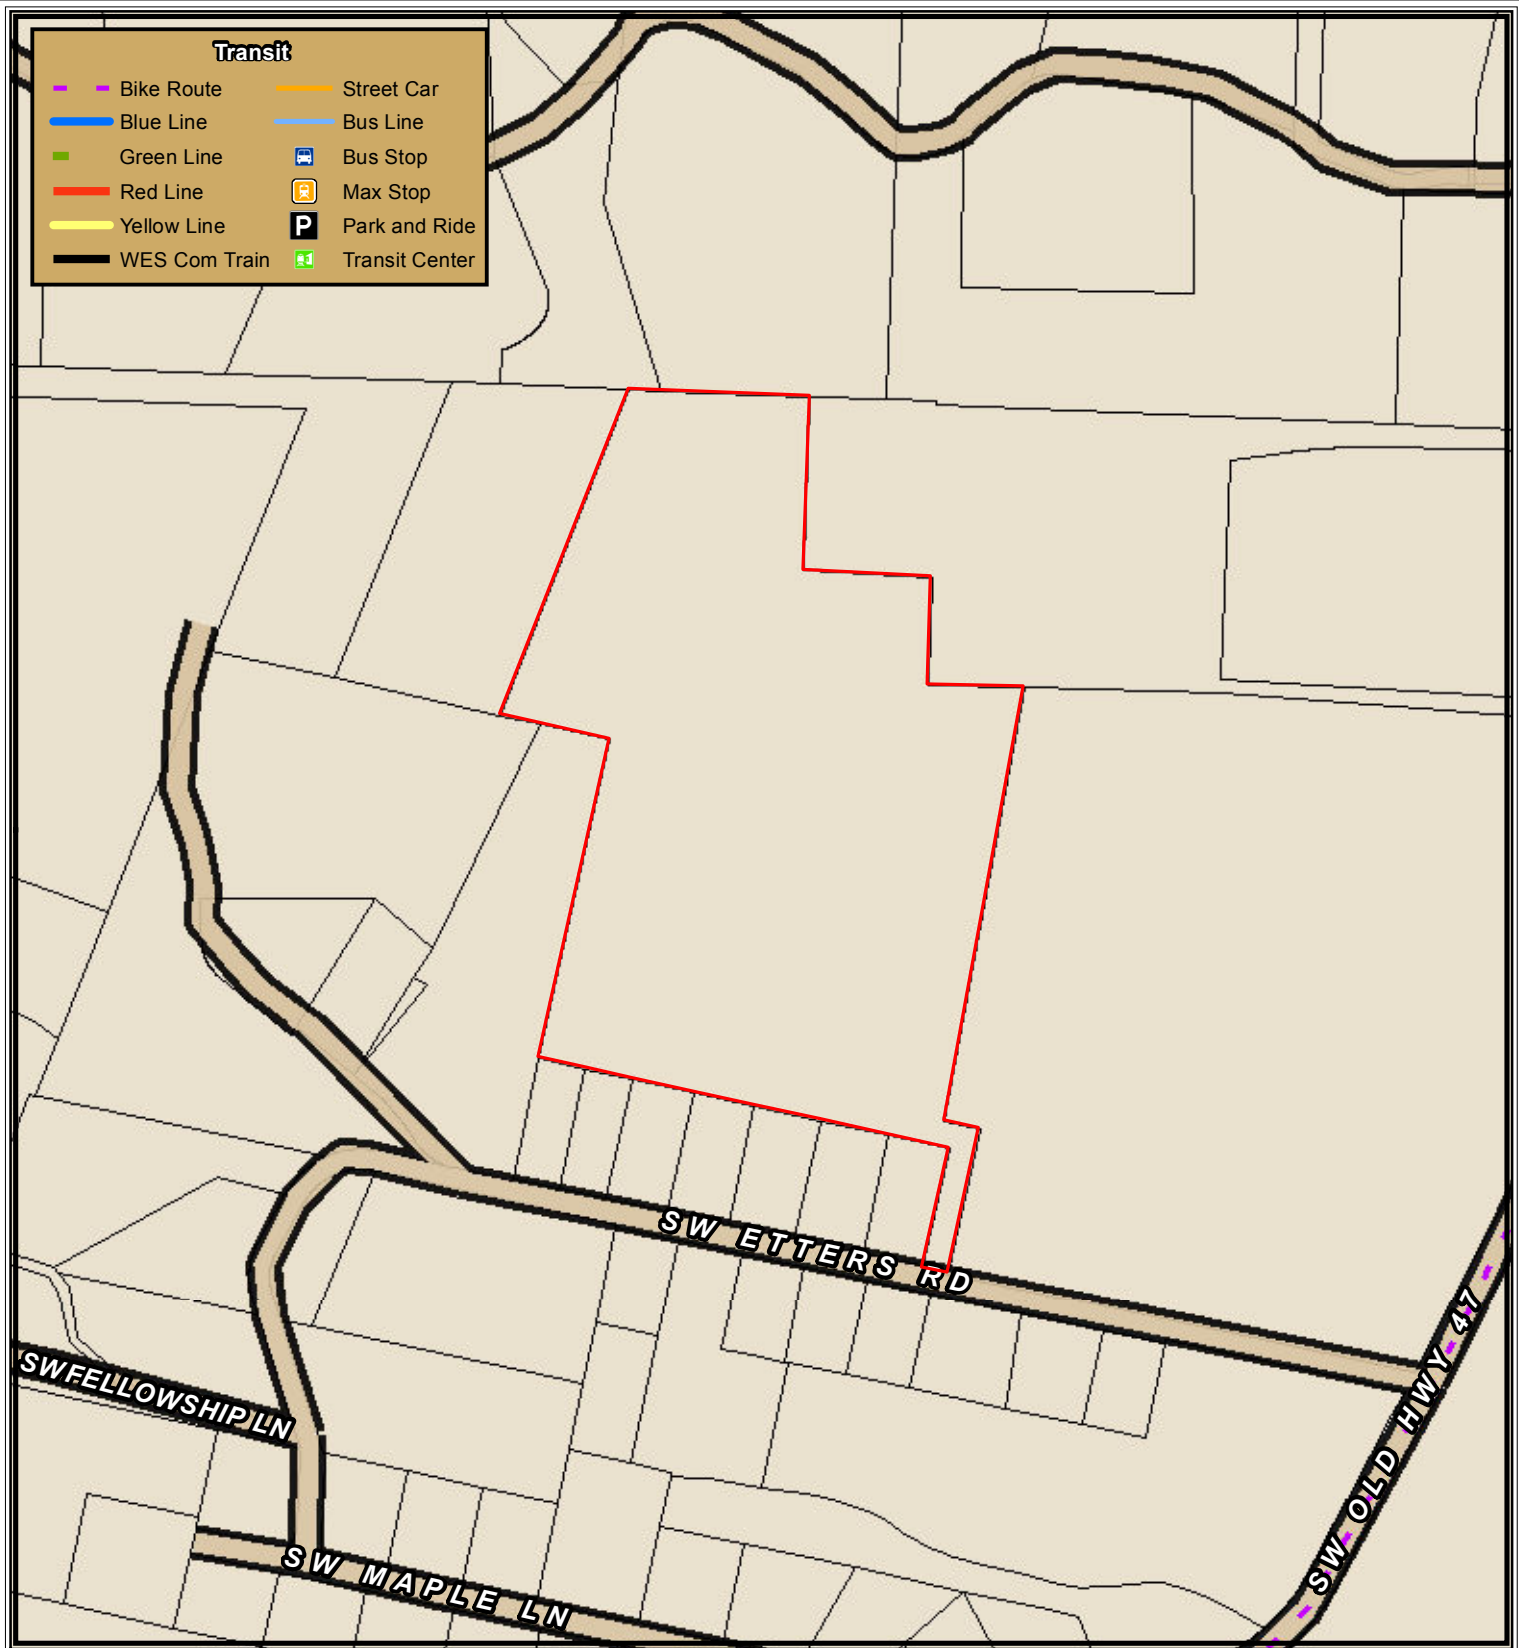 Transit
Bike Route
Street Car
Blue Line
Bus Line
Green Line
Bus Stop
Red Line
Max Stop
Yellow Line
P
Park and Ride
WES Com Train
Transit Center
SW ETTERS RD
SW OLD HWY 47
SW FELLOWSHIP LN
SW MAPLE LN